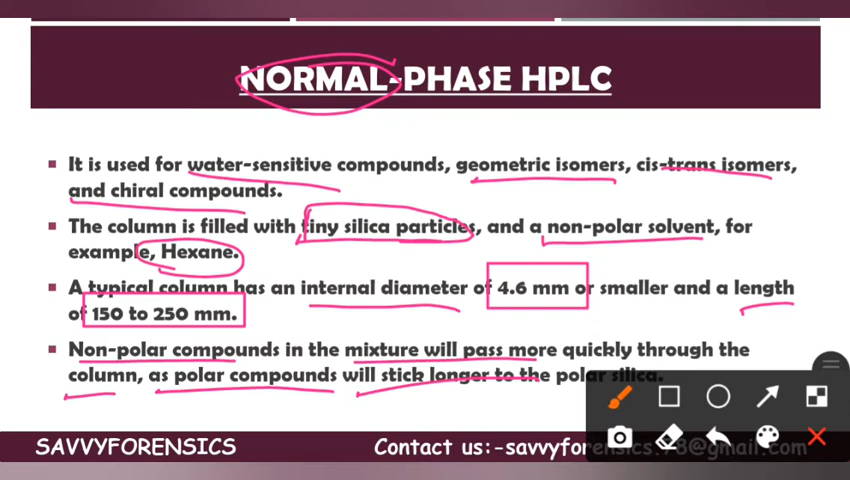 NORMAL-PHASE HPLC
It is used for water-sensitive compounds, geometric isomers, cis-trans isomers,
and chiral compounds.
The column is filled with tiny silica particles, and a non-polar solvent, for
example, Hexane.
A typical column has an internal diameter of 4.6 mm or smaller and a length
of 150 to 250 mm.
Non-polar compounds in the mixture will pass more quickly through the
column, as polar compounds will stick longer to the polar silica.
SAVVYFORENSICS
Contact us:-savvyforensics.78@gmail.com